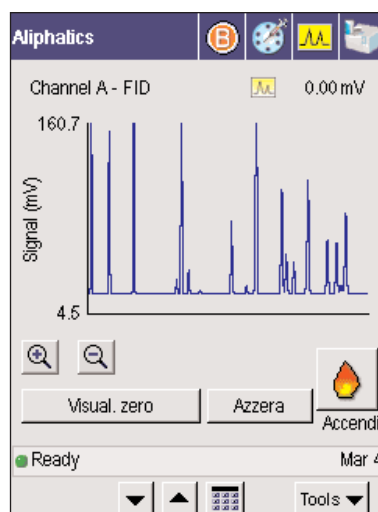 Aliphatics
B
Channel A - FID 0.00 mV
160.7
Signal (mV)
4.5
Visual. zero
Azzera
Accendi
Ready
Mar 4
Tools